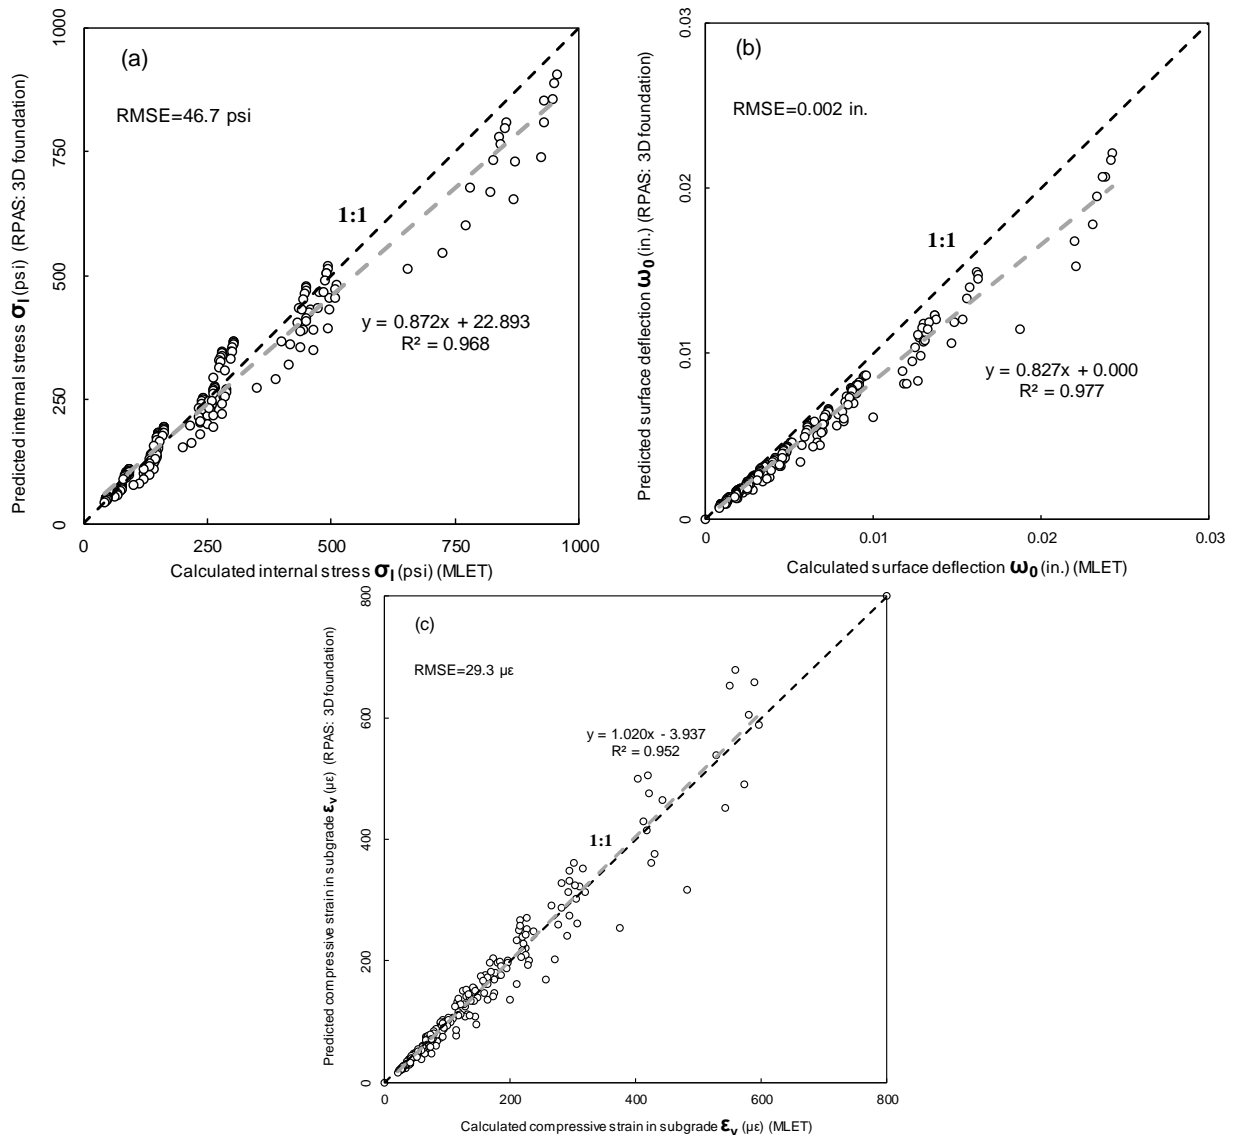 (a)
RMSE=46.7 psi
1:1
y = 0.872x + 22.893
R² = 0.968
Predicted internal stress σI (psi) (RPAS: 3D foundation)
1000
750
500
250
0
0 250 500 750 1000
Calculated internal stress σI (psi) (MLET)
(b)
RMSE=0.002 in.
1:1
y = 0.827x + 0.000
R² = 0.977
Predicted surface deflection ω0 (in.) (RPAS: 3D foundation)
0.03
0.02
0.01
0
0 0.01 0.02 0.03
Calculated surface deflection ω0 (in.) (MLET)
(c)
RMSE=29.3 με
y = 1.020x - 3.937
R² = 0.952
1:1
Predicted compressive strain in subgrade εv (με) (RPAS: 3D foundation)
800
600
400
200
0
0 200 400 600 800
Calculated compressive strain in subgrade εv (με) (MLET)